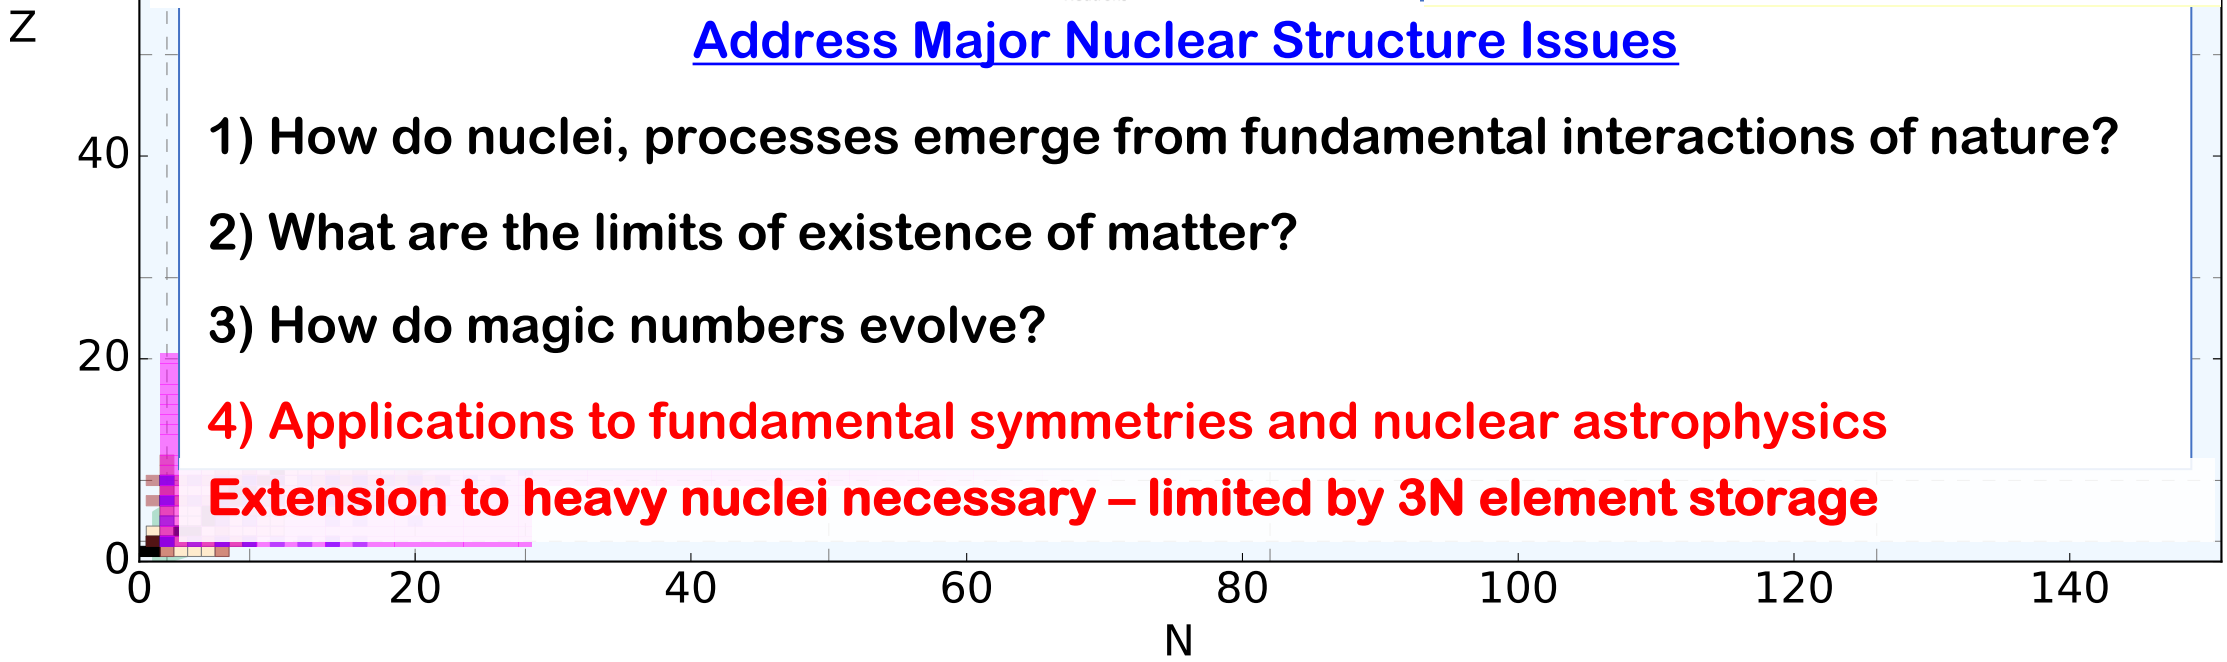 Z
Address Major Nuclear Structure Issues
1) How do nuclei, processes emerge from fundamental interactions of nature?
40
2) What are the limits of existence of matter?
3) How do magic numbers evolve?
20
4) Applications to fundamental symmetries and nuclear astrophysics
Extension to heavy nuclei necessary – limited by 3N element storage
0
0 20 40 60 80 100 120 140
N